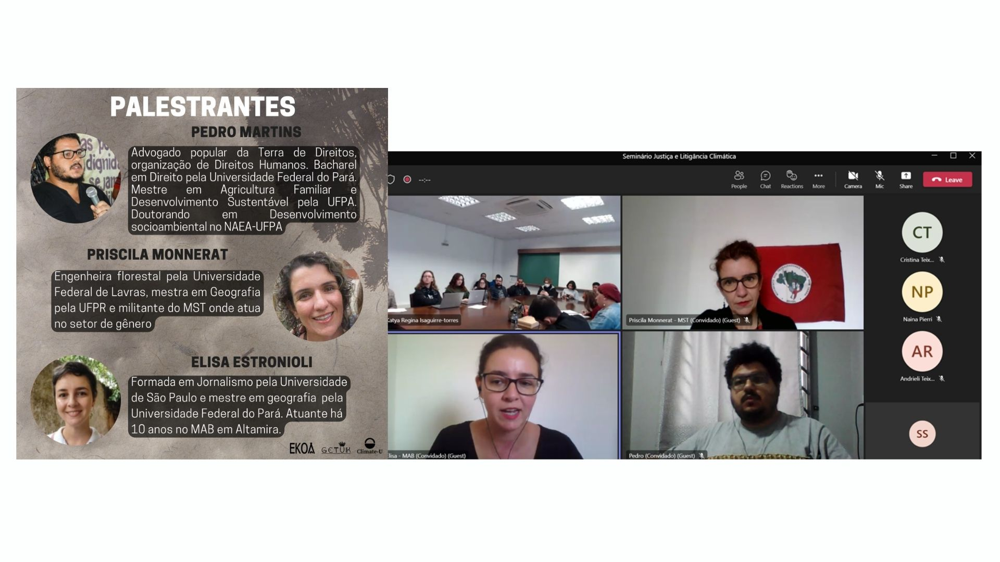 PALESTRANTES
PEDRO MARTINS
Advogado popular da Terra de Direitos,
organização de Direitos Humanos. Bacharel
em Direito pela Universidade Federal do Pará.
Mestre em Agricultura Familiar e
Desenvolvimento Sustentável pela UFPA.
Doutorando em Desenvolvimento
socioambiental no NAEA-UFPA
PRISCILA MONNERAT
Engenheira florestal pela Universidade
Federal de Lavras, mestra em Geografia
pela UFPR e militante do MST onde atua
no setor de gênero
ELISA ESTRONIOLI
Formada em Jornalismo pela Universidade
de São Paulo e mestre em geografia pela
Universidade Federal do Pará. Atuante há
10 anos no MAB em Altamira.
EKOA GETUK Climate-U
Seminário Justiça e Litigância Climática
--:--
People Chat Reactions More Camera Mic Share Leave
Katya Regina Isaguirre-torres
Priscila Monnerat - MST (Convidado) (Guest)
Elisa - MAB (Convidado) (Guest)
Pedro (Convidado) (Guest)
CT
Cristina Teix...
NP
Naina Pierri
AR
Andrieli Teix...
SS